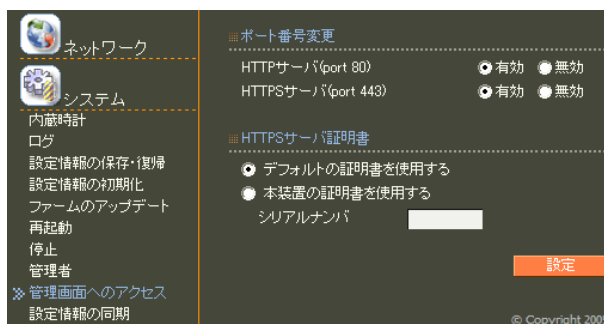 ネットワーク
システム
内蔵時計
ログ
設定情報の保存・復帰
設定情報の初期化
ファームのアップデート
再起動
停止
管理者
管理画面へのアクセス
設定情報の同期
ポート番号変更
HTTPサーバ(port 80) 有効 無効
HTTPSサーバ(port 443) 有効 無効
HTTPSサーバ証明書
デフォルトの証明書を使用する
本装置の証明書を使用する
シリアルナンバ
設定
© Copyright 2005